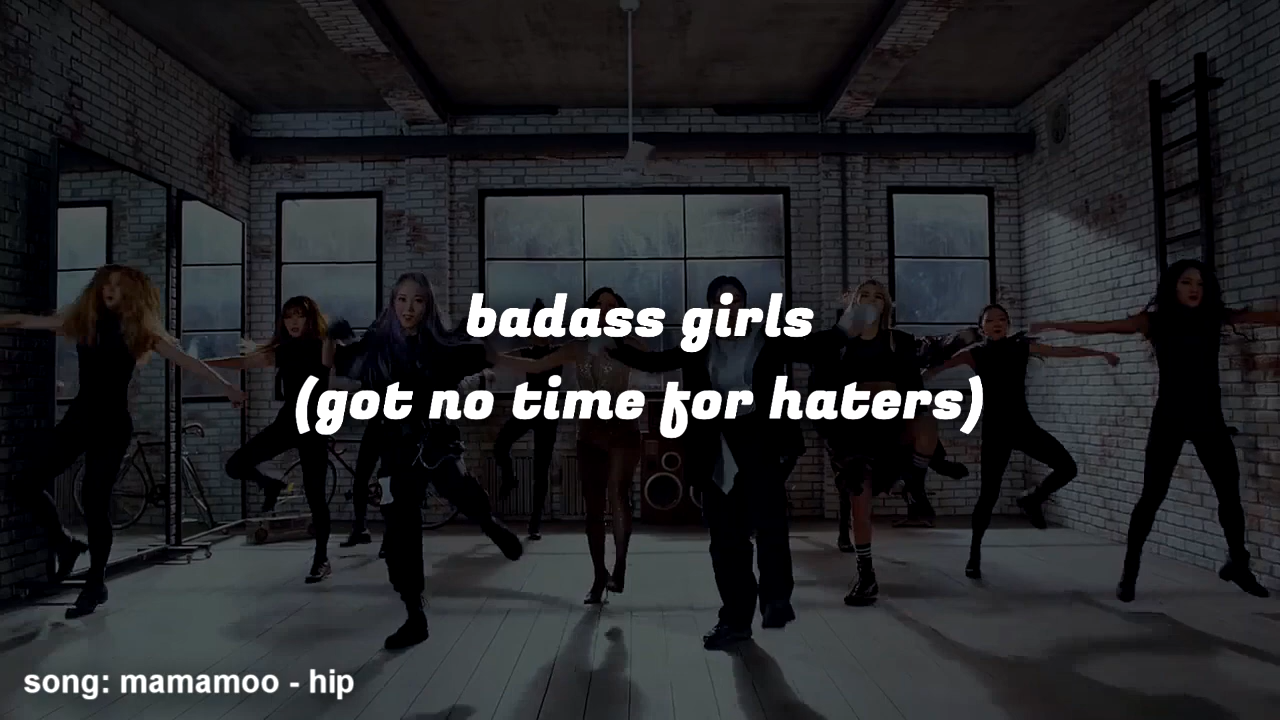 badass girls
(got no time for haters)
song: mamamoo - hip